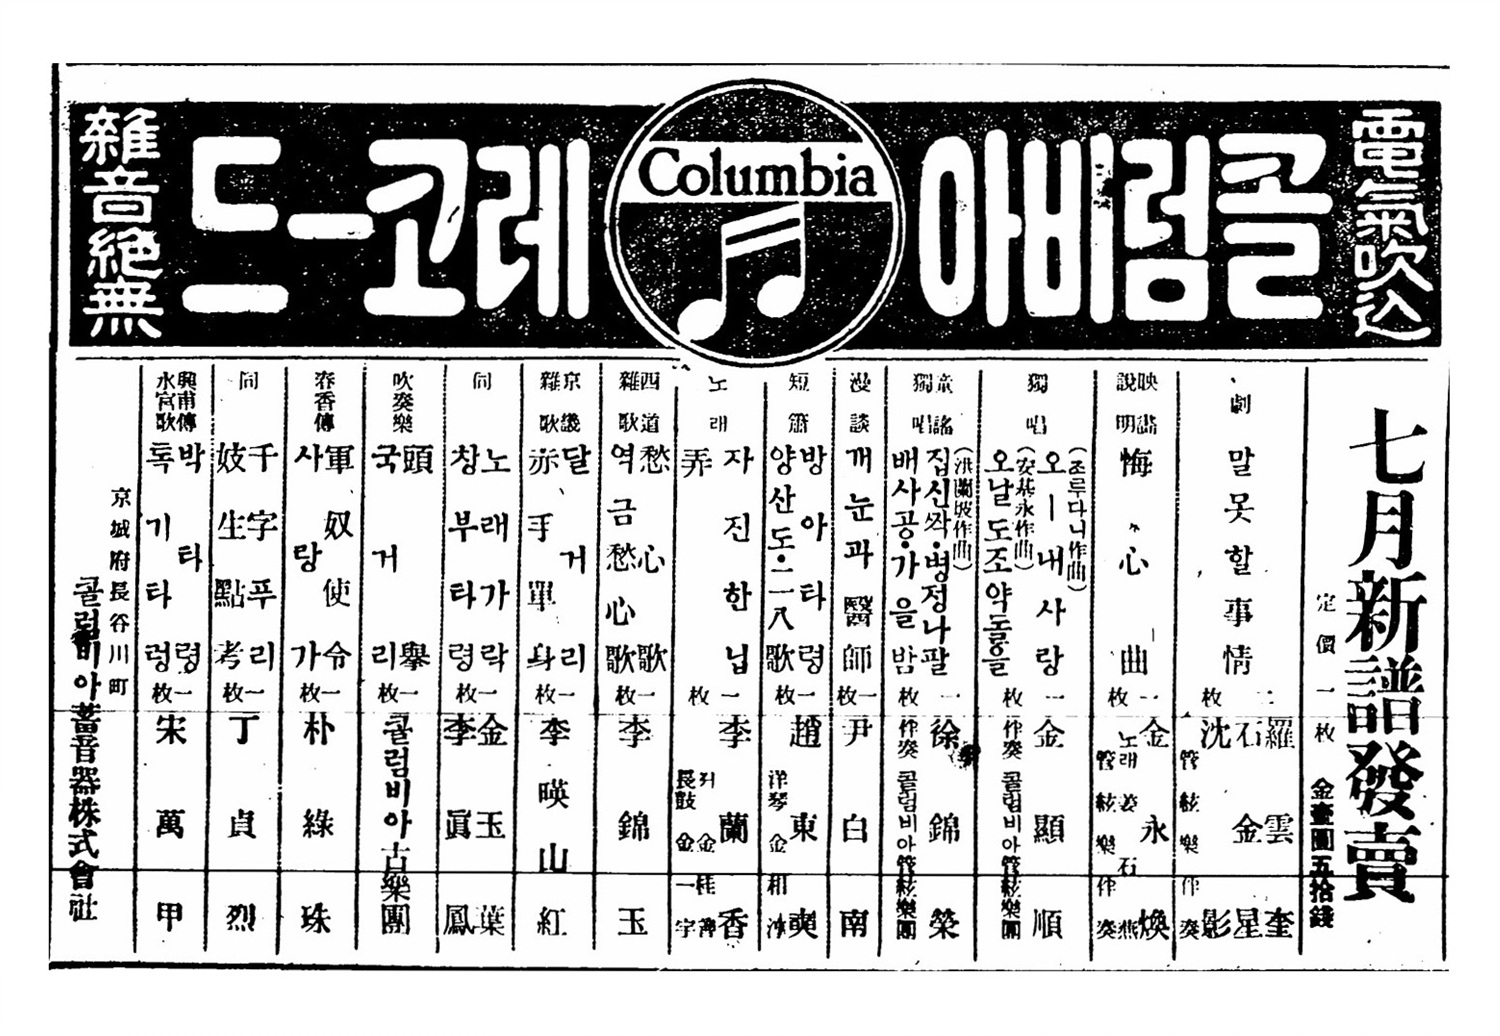 電氣吹込
골럼비아
Columbia
레코ー드
雜音絕無
七月新譜發賣
定價一枚 金壹圓五拾錢
劇
말못할事情
二枚
羅雲奎
石金星
沈影
管絃樂伴奏
映畵說明
悔心曲
一枚
金永煥
노래 姜石燕
管絃樂伴奏
獨唱
(조루다니作曲)
오ー내사랑
(安基永作曲)
오날도조약돌을
一枚
金顯順
伴奏 콜럼비아管絃樂團
童謠獨唱
(洪蘭坡作曲)
집신싹・병정나팔
배사공・가을밤
一枚
徐錦榮
伴奏 콜럼비아管絃樂團
漫談
개눈과醫師
一枚
尹白南
短簫
방아타령
양산도・二一八歌
一枚
趙東奭
洋琴 金相淳
노래
자진한닙
弄
一枚
李蘭香
长鼓 金一宇
西道雜歌
愁心歌
역금愁心歌
一枚
李錦玉
京畿雜歌
달거리
赤手單身
一枚
李暎山紅
仝
노래가락
창부타령
一枚
金玉葉
李眞鳳
吹奏樂
頭擧
국거리
一枚
콜럼비아古樂團
春香傳
軍奴使令
사랑가
一枚
朴綠珠
仝
千字푸리
妓生點考
一枚
丁貞烈
興甫傳
水宮歌
박타령
톡기타령
一枚
宋萬甲
京城府長谷川町
콜럼비아蓄音器株式會社